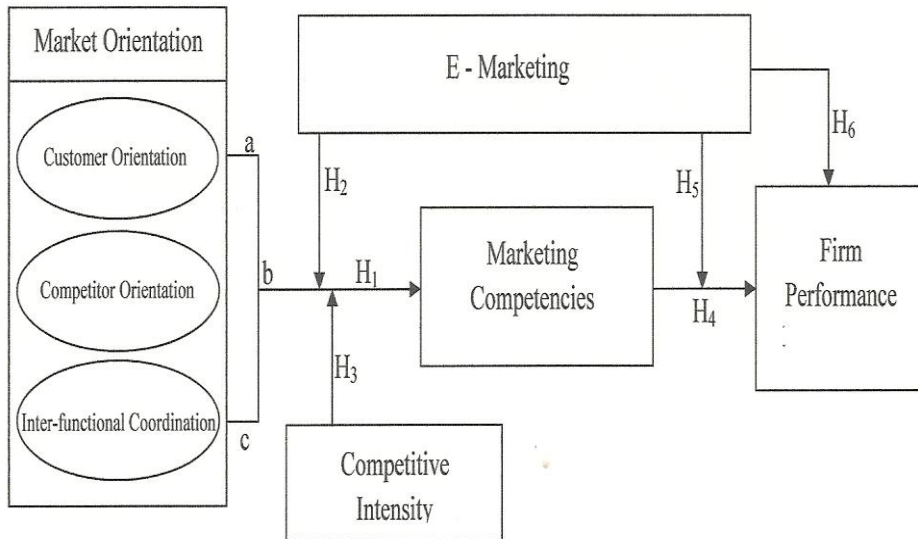 Market Orientation
Customer Orientation
Competitor Orientation
Inter-functional Coordination
a
b
c
E - Marketing
H2
H5
H6
H1
Marketing
Competencies
H4
Firm
Performance
H3
Competitive
Intensity